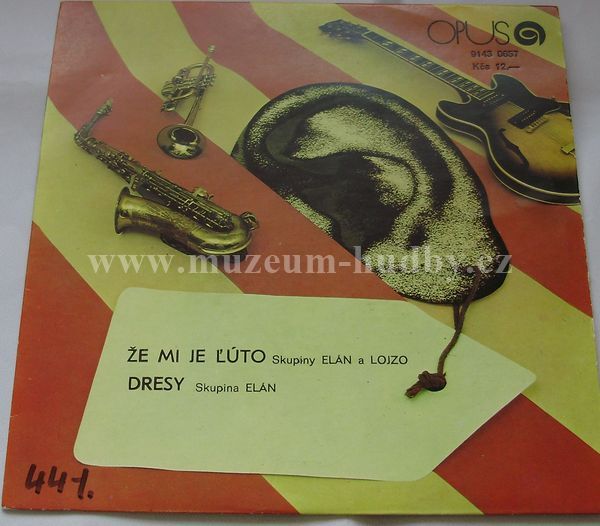 OPUS
9143 0657
Kčs 12,—
www.muzeum-hudby.cz
ŽE MI JE ĽÚTO Skupiny ELÁN a LOJZO
DRESY Skupina ELÁN
441.